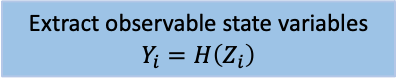 Extract observable state variables
Yᵢ = H(Zᵢ)